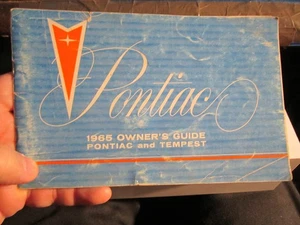 Pontiac
1965 OWNER'S GUIDE
PONTIAC and TEMPEST